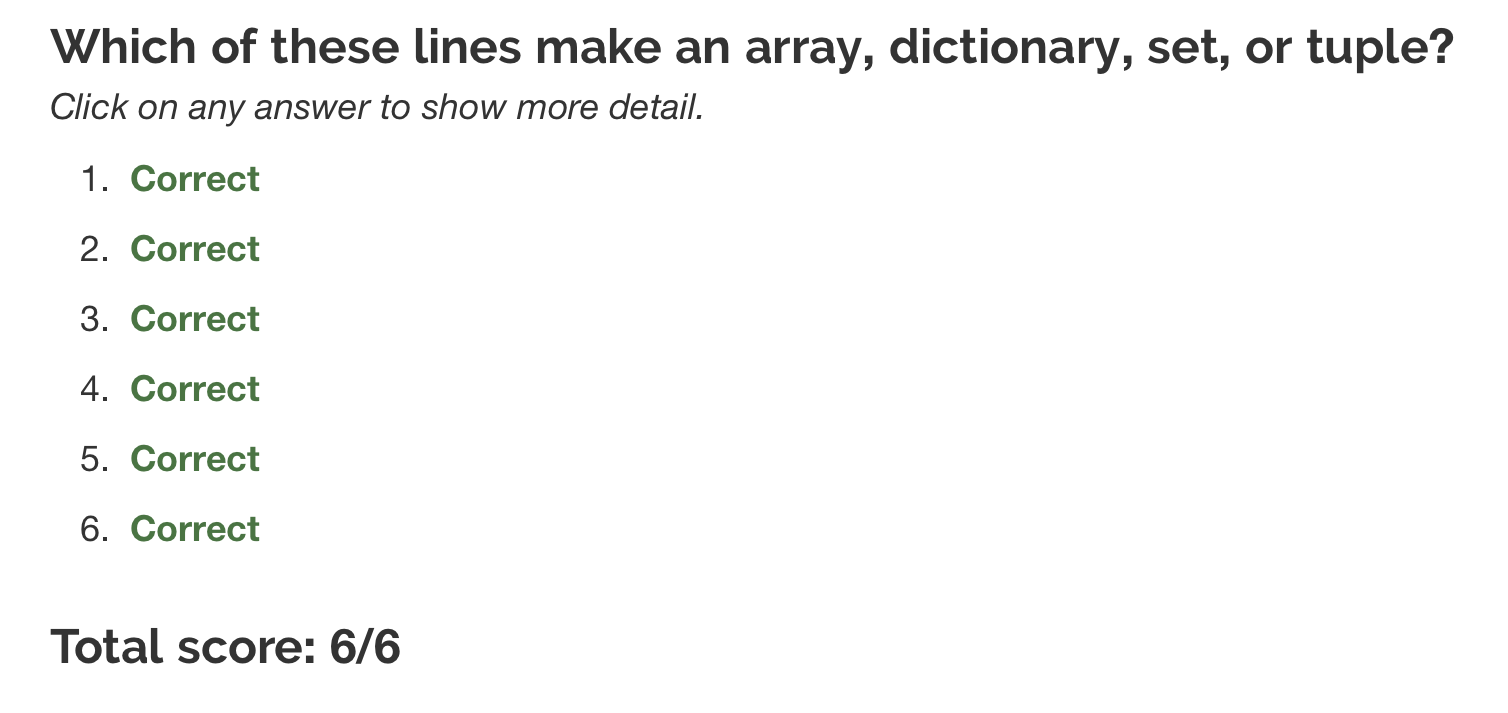 Which of these lines make an array, dictionary, set, or tuple?
Click on any answer to show more detail.
1. Correct
2. Correct
3. Correct
4. Correct
5. Correct
6. Correct
Total score: 6/6